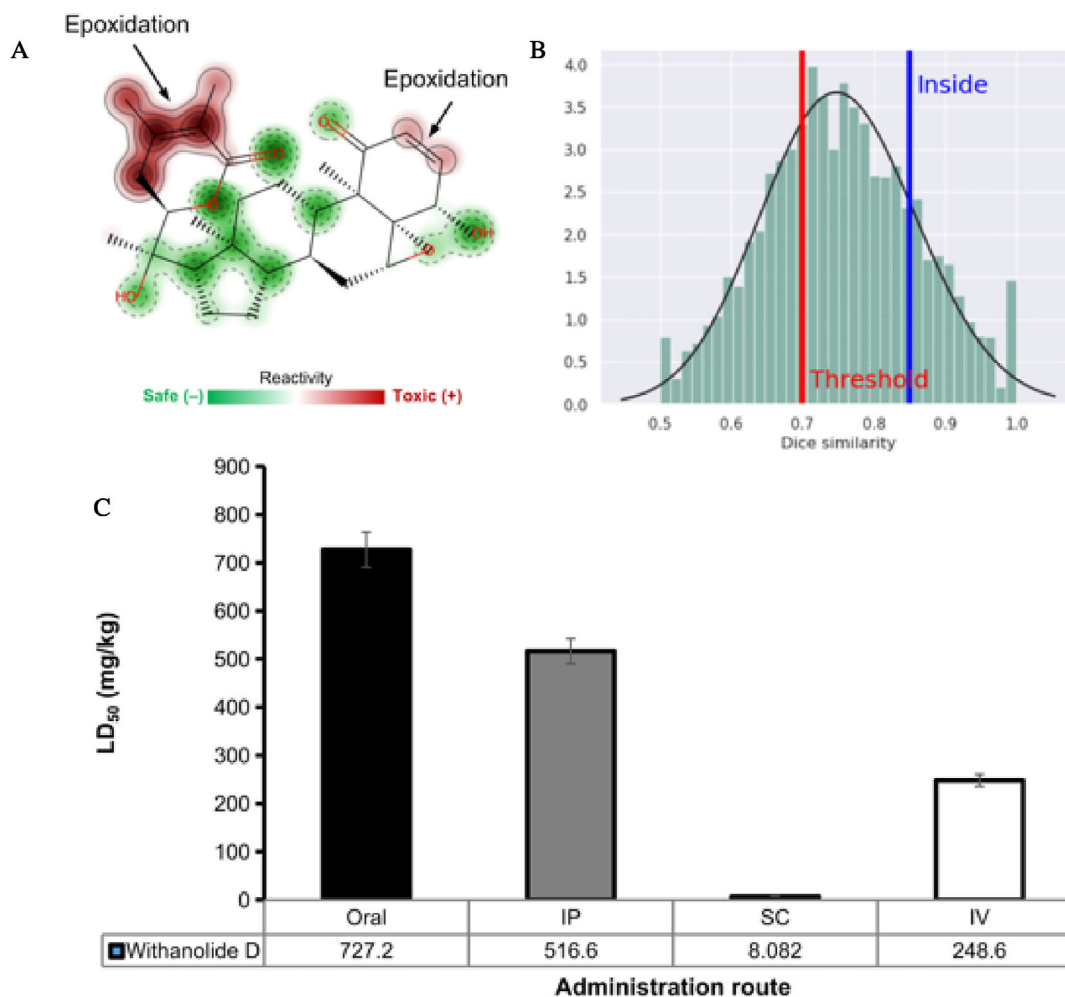 A
Epoxidation
Epoxidation
O
O
O
OH
O
HO
Reactivity
Safe (–)
Toxic (+)
B
Inside
Threshold
4.0
3.5
3.0
2.5
2.0
1.5
1.0
0.5
0.0
0.5 0.6 0.7 0.8 0.9 1.0
Dice similarity
C
LD50 (mg/kg)
900
800
700
600
500
400
300
200
100
0
Oral IP SC IV
Withanolide D 727.2 516.6 8.082 248.6
Administration route